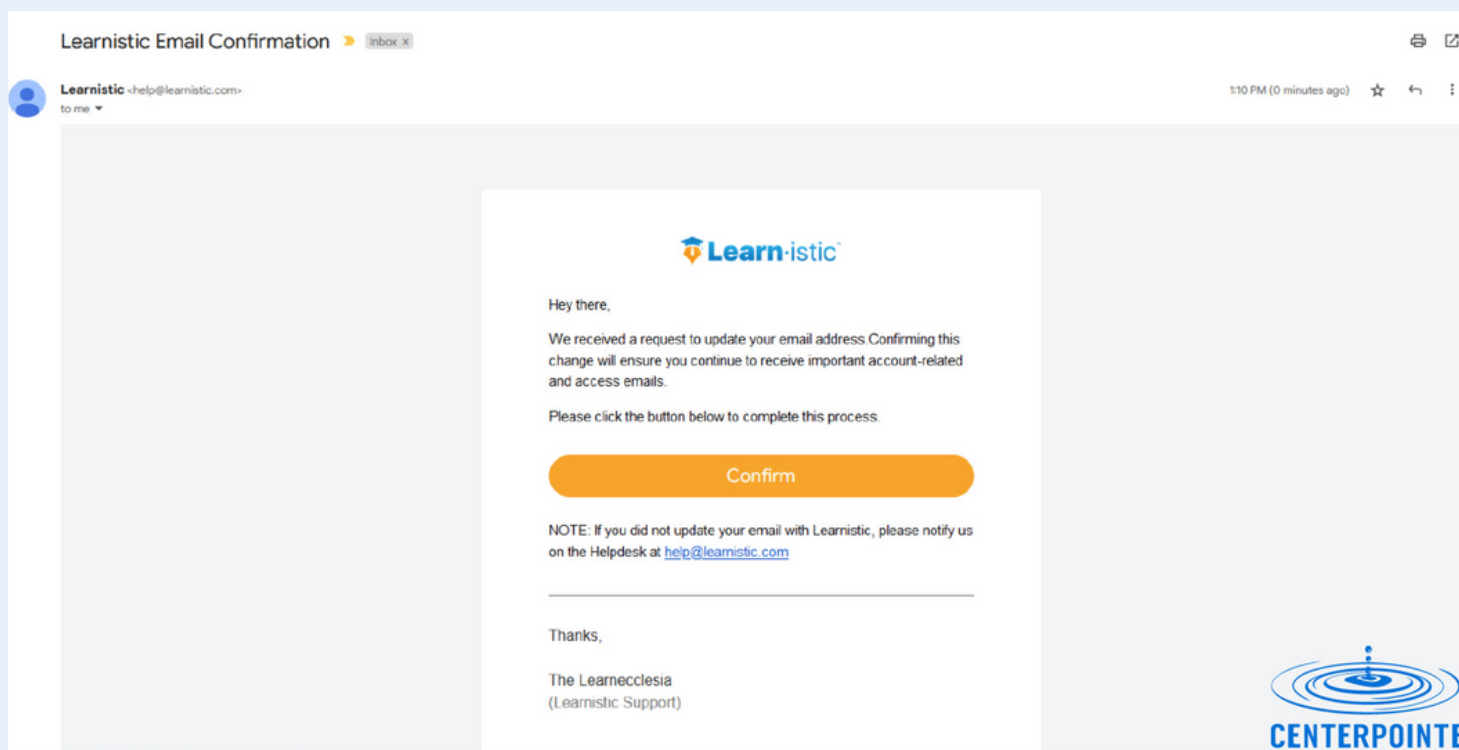 Learnistic Email Confirmation
Inbox x
Learnistic <help@learnistic.com>
1:10 PM (0 minutes ago)
to me
Learn·istic™
Hey there,
We received a request to update your email address.Confirming this
change will ensure you continue to receive important account-related
and access emails.
Please click the button below to complete this process.
Confirm
NOTE: If you did not update your email with Learnistic, please notify us
on the Helpdesk at help@learnistic.com
Thanks,
The Learnecclesia
(Learnistic Support)
CENTERPOINTE